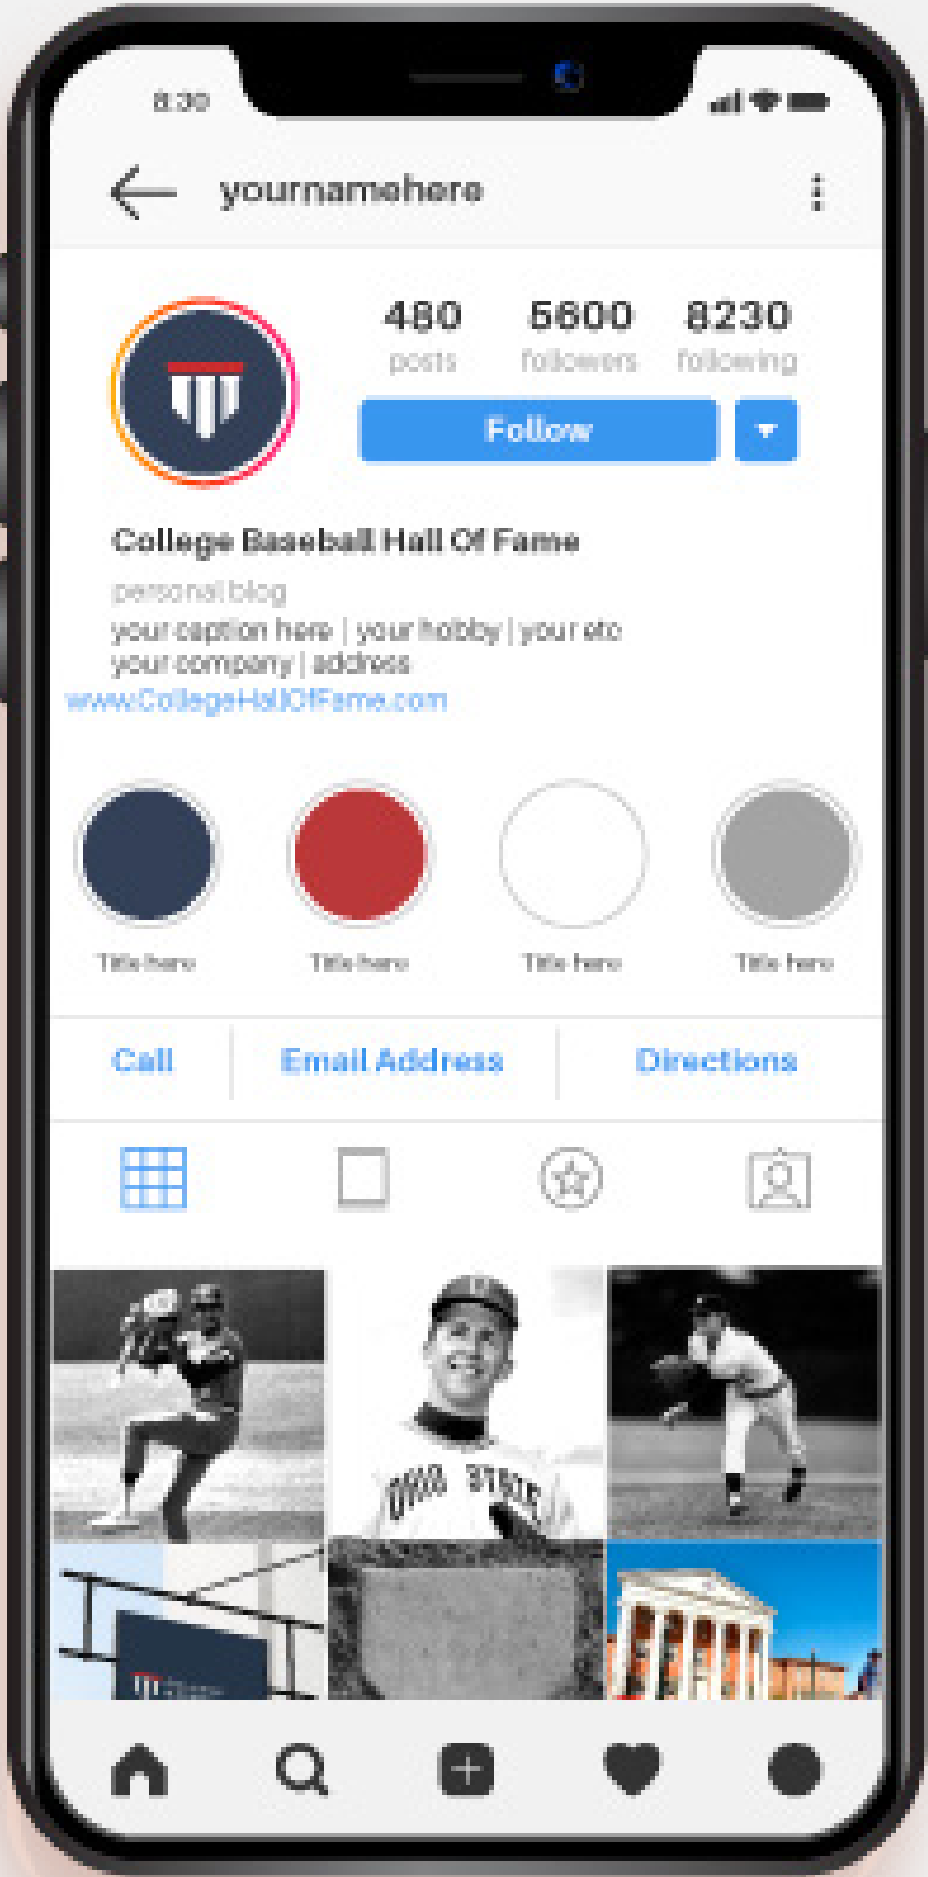 8:30
yournamehere
480 5600 8230
posts followers following
Follow
College Baseball Hall Of Fame
personal blog
your caption here | your hobby | your etc
your company | address
www.CollegeHallOfFame.com
Title here Title here Title here Title here
Call Email Address Directions
OHIO STATE